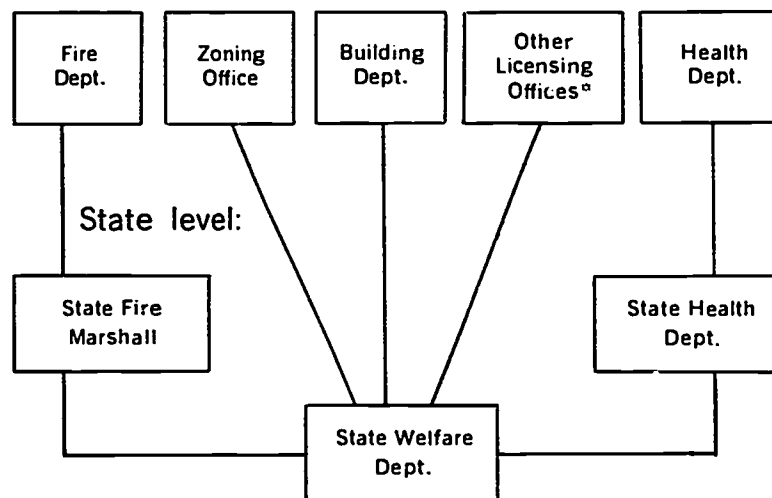 Fire
Dept.
Zoning
Office
Building
Dept.
Other
Licensing
Offices¤
Health
Dept.
State level:
State Fire
Marshall
State Health
Dept.
State Welfare
Dept.